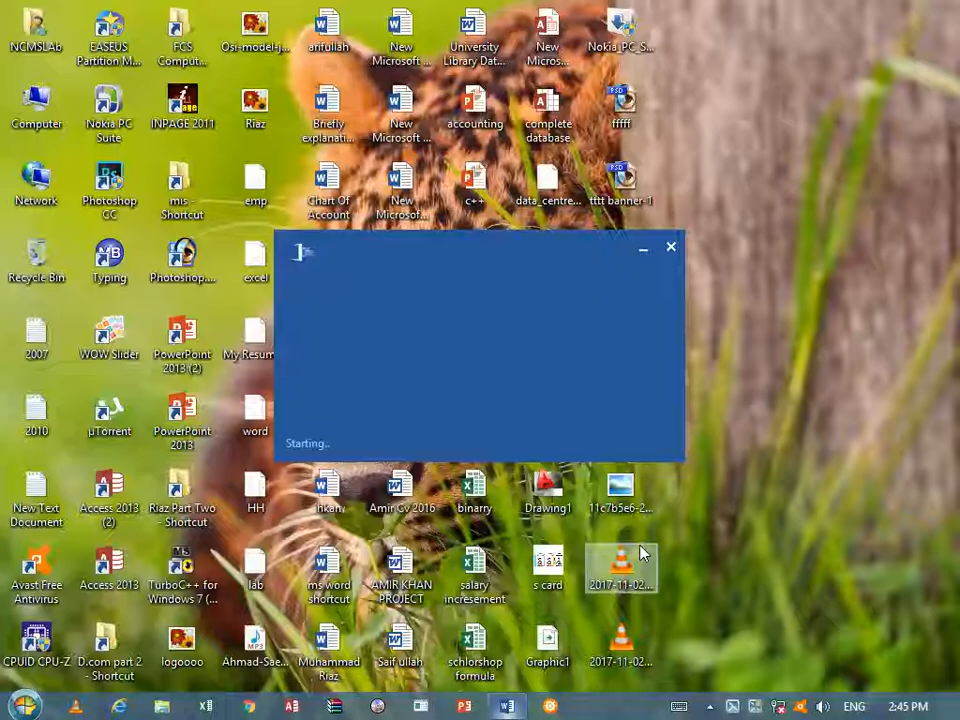 NCMSLab
EASEUS
Partition M...
FCS
Comput...
Osi-model-j...
arifullah
New
Microsoft ...
University
Library Dat...
New
Micros...
Nokia_PC_S...
Computer
Nokia PC
Suite
INPAGE 2011
Riaz
Briefly
explanati...
New
Microsoft ...
accounting
complete
database
fffff
Network
Photoshop
CC
mis -
Shortcut
emp
Chart Of
Account
New
Microsof...
c++
data_centre...
tttt banner-1
Recycle Bin
Typing
Photoshop....
excel
2007
WOW Slider
PowerPoint
2013 (2)
My Resum
2010
µTorrent
PowerPoint
2013
word
Starting..
New Text
Document
Access 2013
(2)
Riaz Part Two
- Shortcut
HH
Amir Cv 2016
binarry
Drawing1
11c7b5e6-2...
Avast Free
Antivirus
Access 2013
TurboC++ for
Windows 7 (...
lab
ms word
shortcut
AMIR KHAN
PROJECT
salary
incresement
s card
2017-11-02...
CPUID CPU-Z
D.com part 2
- Shortcut
logoooo
Ahmad-Sae...
Muhammad
Riaz
Saif ullah
schlorshop
formula
Graphic1
2017-11-02...
ENG
2:45 PM